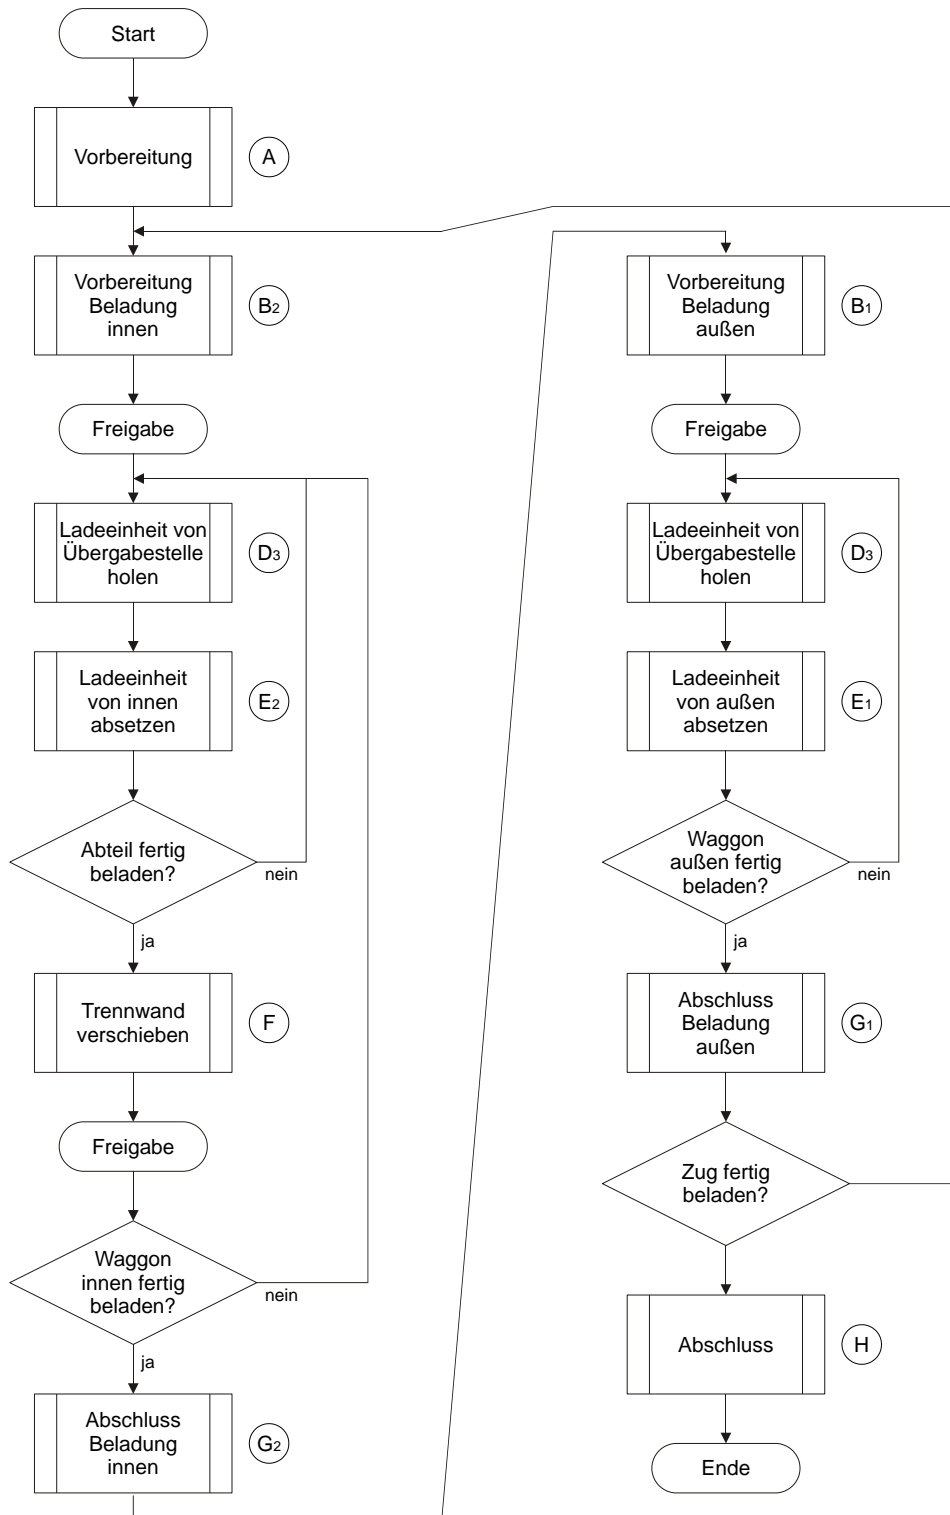 Start
Vorbereitung
A
Vorbereitung
Beladung
innen
B2
Freigabe
Ladeeinheit von
Übergabestelle
holen
D3
Ladeeinheit
von innen
absetzen
E2
Abteil fertig
beladen?
nein
ja
Trennwand
verschieben
F
Freigabe
Waggon
innen fertig
beladen?
nein
ja
Abschluss
Beladung
innen
G2
Vorbereitung
Beladung
außen
B1
Freigabe
Ladeeinheit von
Übergabestelle
holen
D3
Ladeeinheit
von außen
absetzen
E1
Waggon
außen fertig
beladen?
nein
ja
Abschluss
Beladung
außen
G1
Zug fertig
beladen?
Abschluss
H
Ende